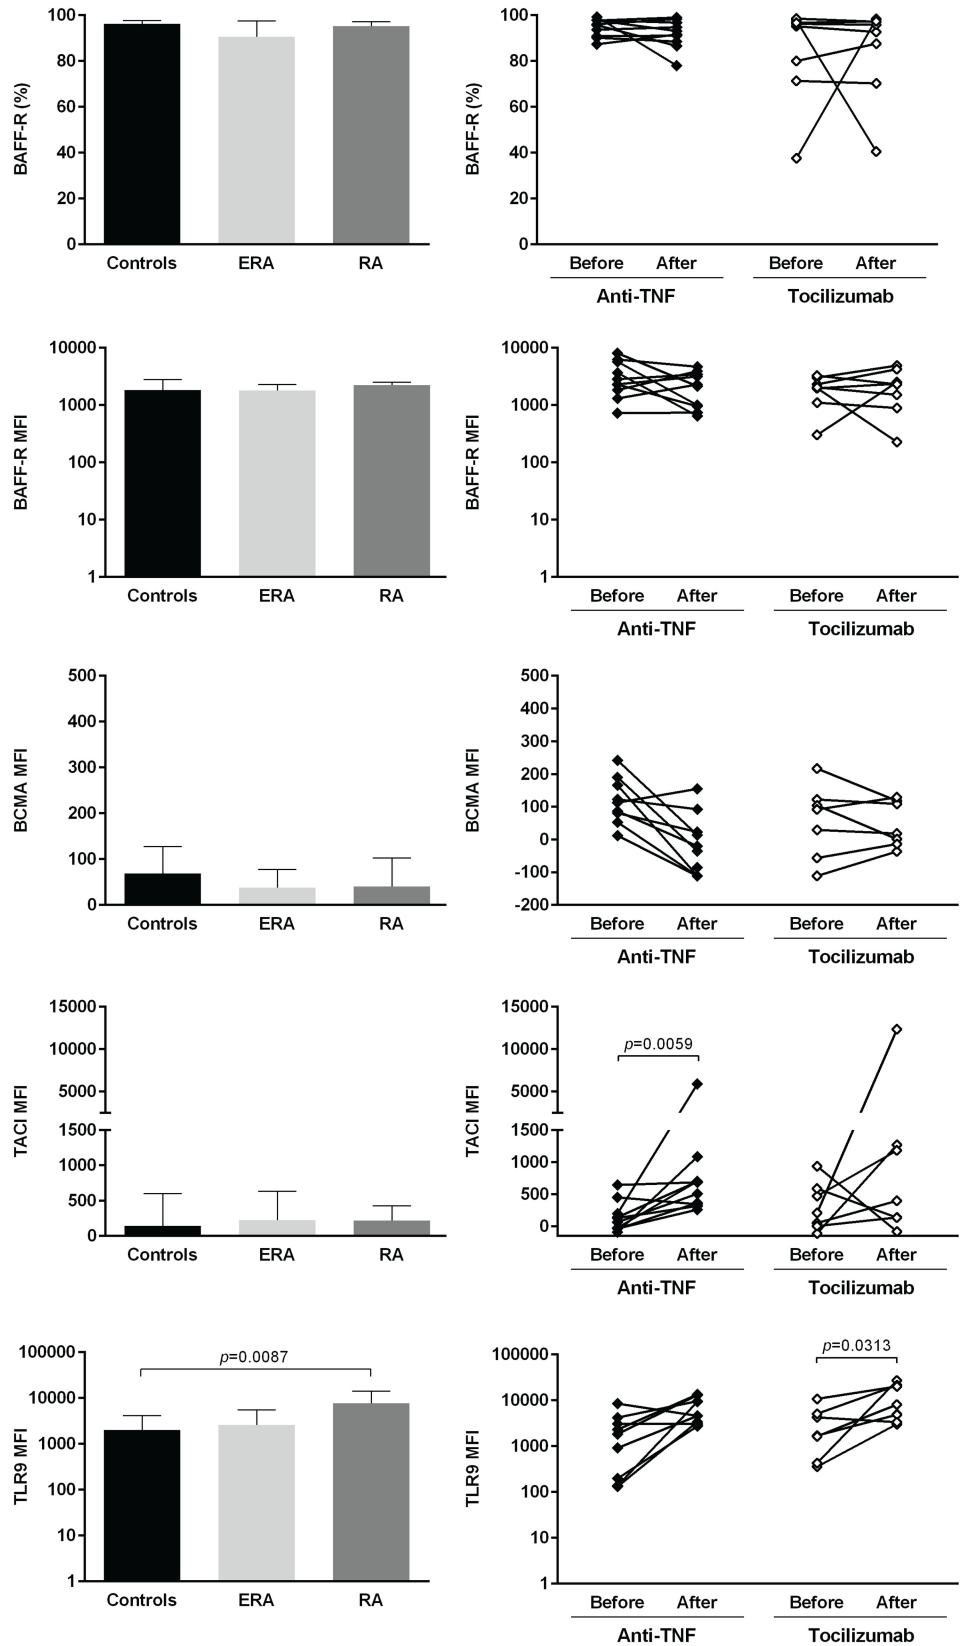 BAFF-R (%)
100
80
60
40
20
0
Controls ERA RA
BAFF-R (%)
100
80
60
40
20
0
Before After Before After
Anti-TNF Tocilizumab
BAFF-R MFI
10000
1000
100
10
1
Controls ERA RA
BAFF-R MFI
10000
1000
100
10
1
Before After Before After
Anti-TNF Tocilizumab
BCMA MFI
500
400
300
200
100
0
Controls ERA RA
BCMA MFI
500
400
300
200
100
0
-100
-200
Before After Before After
Anti-TNF Tocilizumab
TACI MFI
15000
10000
5000
1500
1000
500
0
Controls ERA RA
TACI MFI
15000
10000
5000
1500
1000
500
0
p=0.0059
Before After Before After
Anti-TNF Tocilizumab
TLR9 MFI
100000
10000
1000
100
10
1
p=0.0087
Controls ERA RA
TLR9 MFI
100000
10000
1000
100
10
1
p=0.0313
Before After Before After
Anti-TNF Tocilizumab